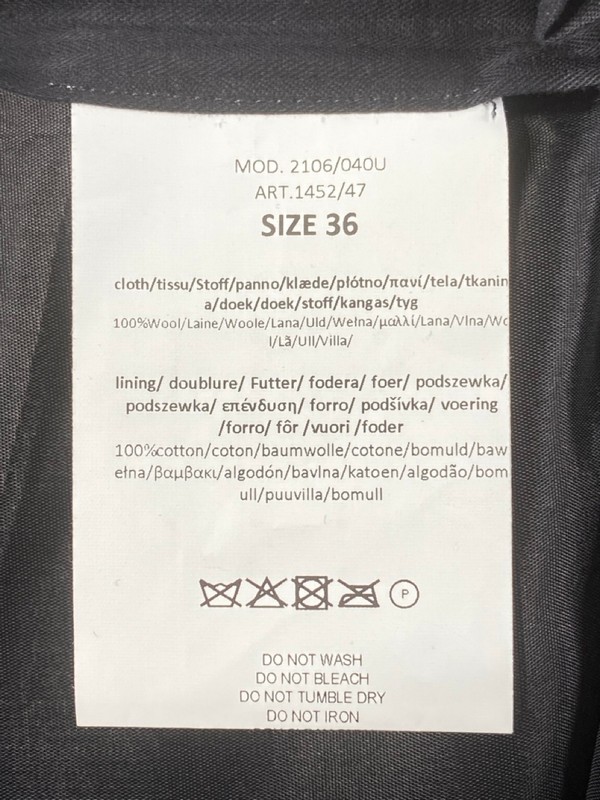 MOD. 2106/040U
ART.1452/47
SIZE 36
cloth/tissu/Stoff/panno/klæde/płótno/πανί/tela/tkanin
a/doek/doek/stoff/kangas/tyg
100%Wool/Laine/Woole/Lana/Uld/Wełna/μαλλί/Lana/Vlna/Wo
l/Lã/Ull/Villa/
lining/ doublure/ Futter/ fodera/ foer/ podszewka/
podszewka/ επένδυση/ forro/ podšívka/ voering
/forro/ fôr /vuori /foder
100%cotton/coton/baumwolle/cotone/bomuld/baw
ełna/βαμβακι/algodón/bavlna/katoen/algodão/bom
ull/puuvilla/bomull
P
DO NOT WASH
DO NOT BLEACH
DO NOT TUMBLE DRY
DO NOT IRON